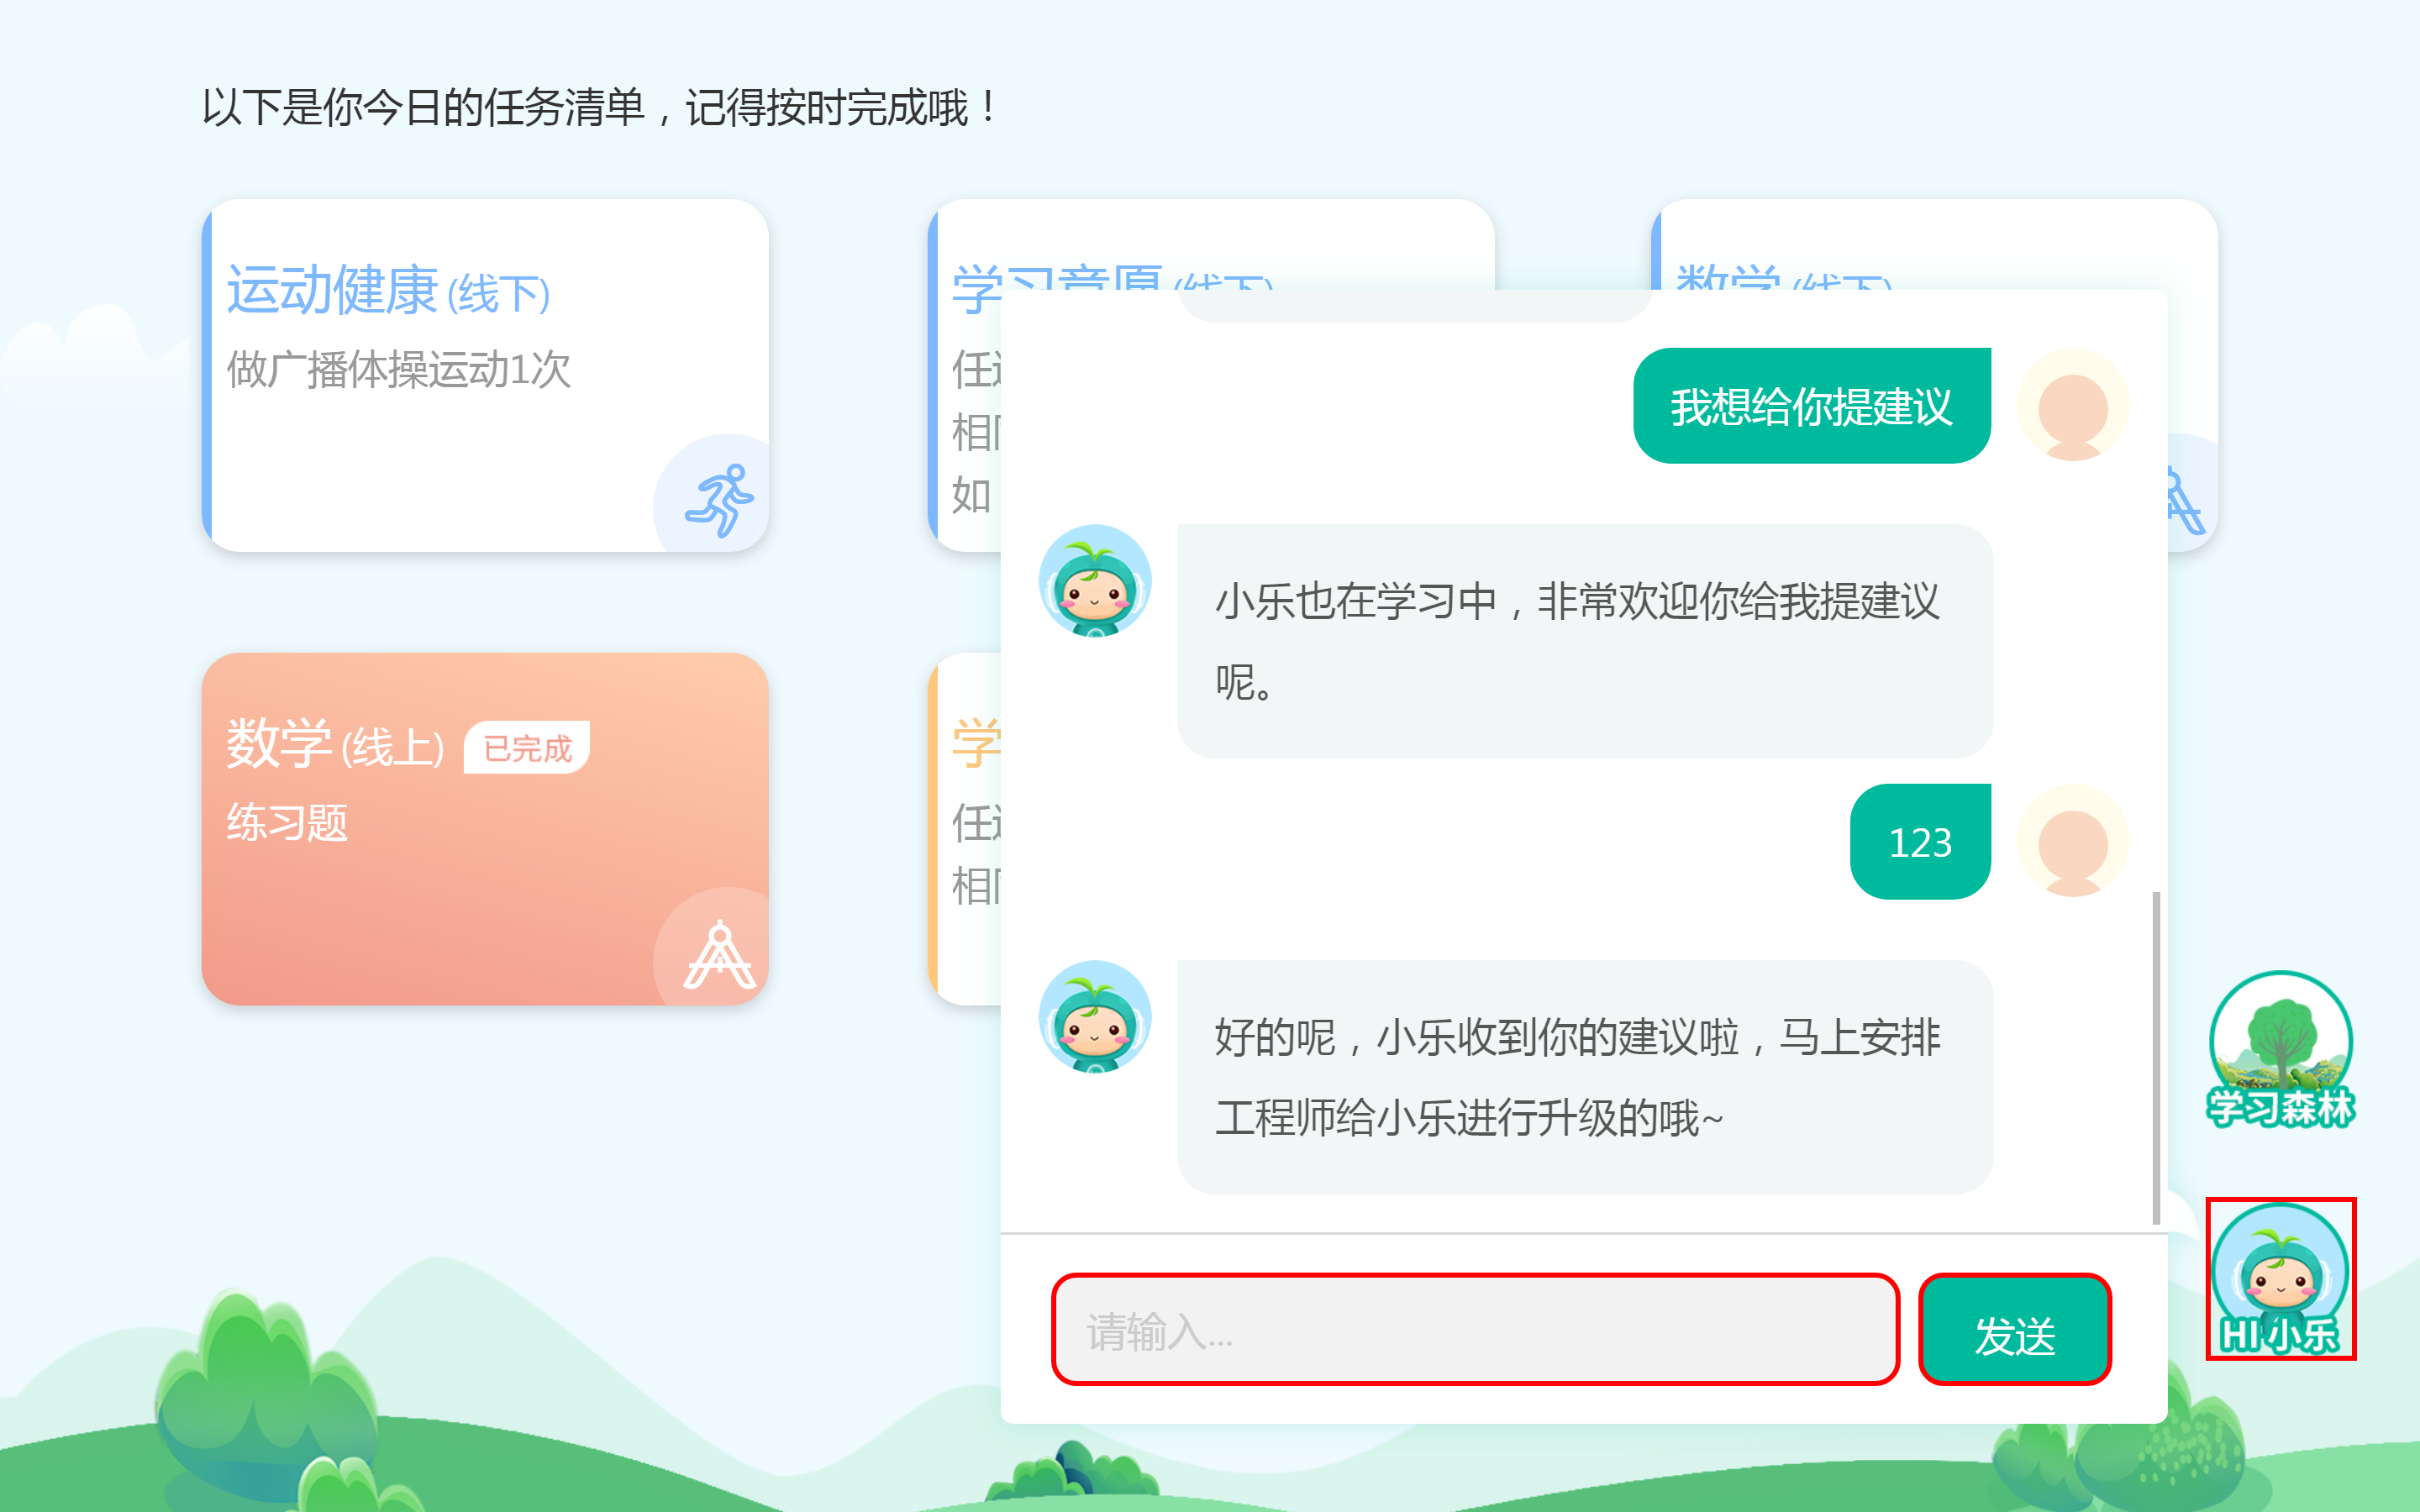 以下是你今日的任务清单，记得按时完成哦！
运动健康 (线下)
做广播体操运动1次
学习意愿 (线下)
任
相
如
数学 (线下)
数学 (线上) 已完成
练习题
学
任
相
我想给你提建议
小乐也在学习中，非常欢迎你给我提建议
呢。
123
好的呢，小乐收到你的建议啦，马上安排
工程师给小乐进行升级的哦~
请输入...
发送
学习森林
HI 小乐